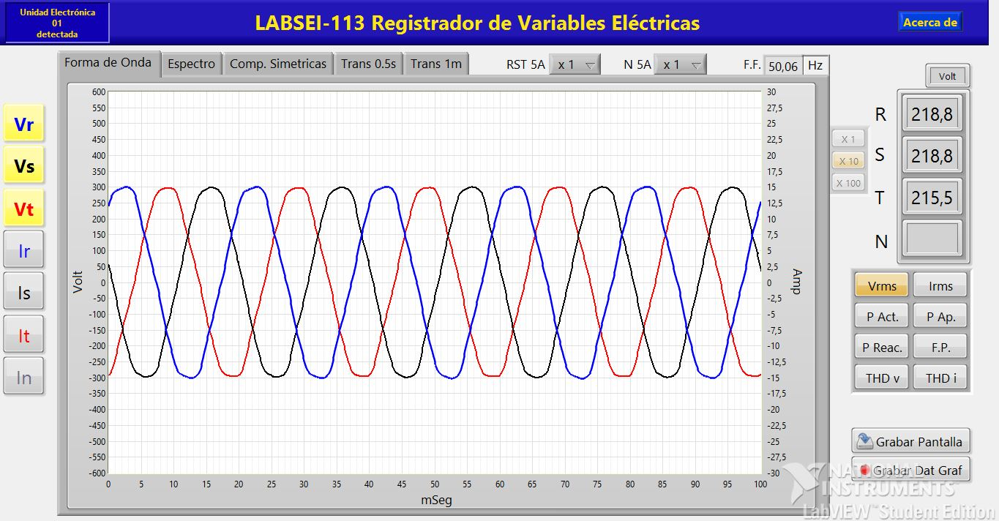 Unidad Electrónica
01
detectada
LABSEI-113 Registrador de Variables Eléctricas
Acerca de
Forma de Onda
Espectro
Comp. Simetricas
Trans 0.5s
Trans 1m
RST 5A
x 1
N 5A
x 1
F.F.
50,06
Hz
Volt
Vr
Vs
Vt
Ir
Is
It
In
Volt
600
550
500
450
400
350
300
250
200
150
100
50
0
-50
-100
-150
-200
-250
-300
-350
-400
-450
-500
-550
-600
0 5 10 15 20 25 30 35 40 45 50 55 60 65 70 75 80 85 90 95 100
mSeg
30
27,5
25
22,5
20
17,5
15
12,5
10
7,5
5
2,5
0
-2,5
-5
-7,5
-10
-12,5
-15
-17,5
-20
-22,5
-25
-27,5
-30
Amp
X 1
X 10
X 100
R 218,8
S 218,8
T 215,5
N
Vrms Irms
P Act. P Ap.
P Reac. F.P.
THD v THD i
Grabar Pantalla
Grabar Dat Graf
NATIONAL
INSTRUMENTS™
LabVIEW™ Student Edition